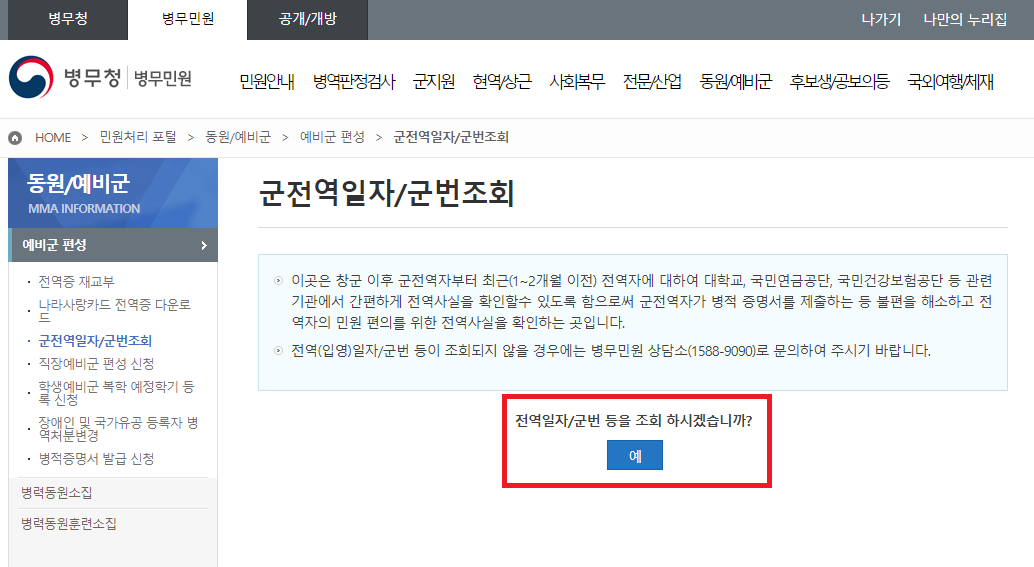 병무청 병무민원 공개/개방 나가기 나만의 누리집
병무청 병무민원 민원안내 병역판정검사 군지원 현역/상근 사회복무 전문/산업 동원/예비군 후보생/공보의등 국외여행/체재
HOME > 민원처리 포털 > 동원/예비군 > 예비군 편성 > 군전역일자/군번조회
동원/예비군
MMA INFORMATION
예비군 편성
전역증 재교부
나라사랑카드 전역증 다운로
드
군전역일자/군번조회
직장예비군 편성 신청
학생예비군 복학 예정학기 등
록 신청
장애인 및 국가유공 등록자 병
역처분변경
병적증명서 발급 신청
병력동원소집
병력동원훈련소집
군전역일자/군번조회
이곳은 창군 이후 군전역자부터 최근(1~2개월 이전) 전역자에 대하여 대학교, 국민연금공단, 국민건강보험공단 등 관련
기관에서 간편하게 전역사실을 확인할수 있도록 함으로써 군전역자가 병적 증명서를 제출하는 등 불편을 해소하고 전
역자의 민원 편의를 위한 전역사실을 확인하는 곳입니다.
전역(입영)일자/군번 등이 조회되지 않을 경우에는 병무민원 상담소(1588-9090)로 문의하여 주시기 바랍니다.
전역일자/군번 등을 조회 하시겠습니까?
예